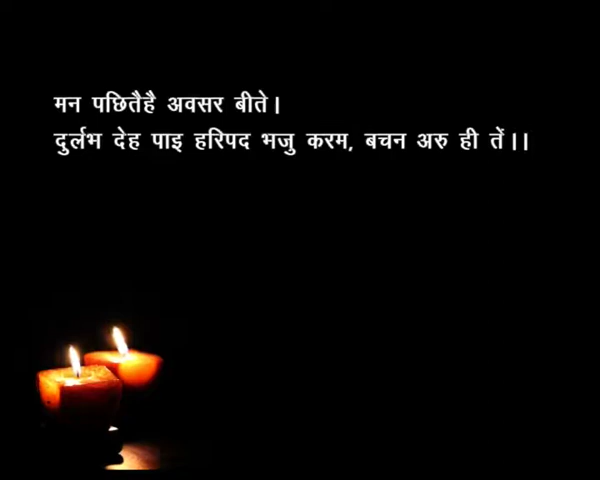 मन पछितैहै अवसर बीते।
दुर्लभ देह पाइ हरिपद भजु करम, बचन अरु ही तें।।